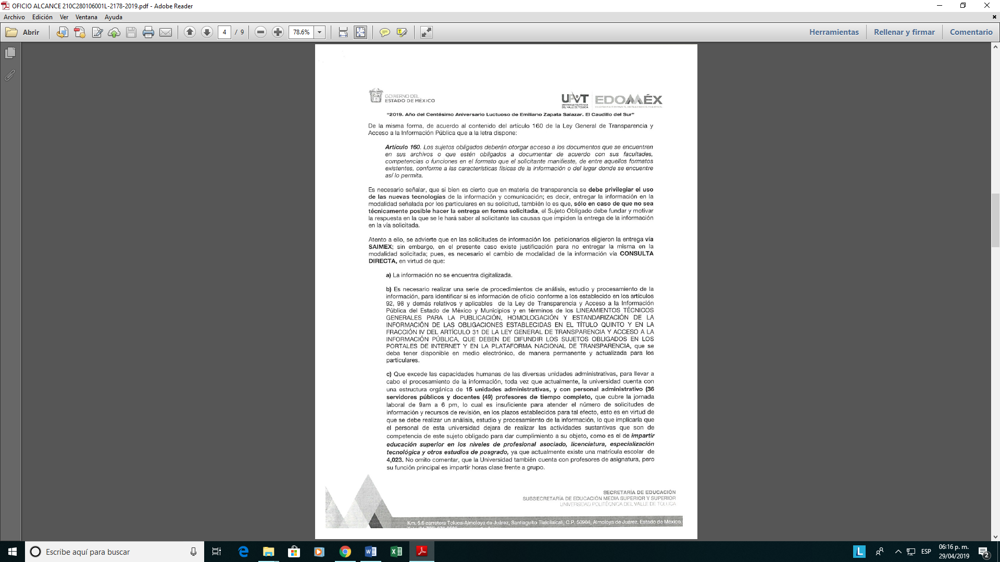 OFICIO ALCANCE 210C280106001L-2178-2019.pdf - Adobe Reader
Archivo Edición Ver Ventana Ayuda
Abrir 4 / 9 78.6% Herramientas Rellenar y firmar Comentario
GOBIERNO DEL
ESTADO DE MÉXICO
UPVT EDOMÉX
UNIVERSIDAD POLITÉCNICA
DEL VALLE DE TOLUCA
"2019. Año del Centésimo Aniversario Luctuoso de Emiliano Zapata Salazar. El Caudillo del Sur"
De la misma forma, de acuerdo al contenido del artículo 160 de la Ley General de Transparencia y
Acceso a la Información Pública que a la letra dispone:
Artículo 160. Los sujetos obligados deberán otorgar acceso a los documentos que se encuentren
en sus archivos o que estén obligados a documentar de acuerdo con sus facultades,
competencias o funciones en el formato que el solicitante manifieste, de entre aquellos formatos
existentes, conforme a las características físicas de la información o del lugar donde se encuentre
así lo permita.
Es necesario señalar, que si bien es cierto que en materia de transparencia se debe privilegiar el uso
de las nuevas tecnologías de la información y comunicación; es decir, entregar la información en la
modalidad señalada por los particulares en su solicitud, también lo es que, sólo en caso de que no sea
técnicamente posible hacer la entrega en forma solicitada, el Sujeto Obligado debe fundar y motivar
la respuesta en la que se le hará saber al solicitante las causas que impiden la entrega de la información
en la vía solicitada.
Atento a ello, se advierte que en las solicitudes de información los peticionarios eligieron la entrega vía
SAIMEX; sin embargo, en el presente caso existe justificación para no entregar la misma en la
modalidad solicitada; pues, es necesario el cambio de modalidad de la información vía CONSULTA
DIRECTA, en virtud de que:
a) La información no se encuentra digitalizada.
b) Es necesario realizar una serie de procedimientos de análisis, estudio y procesamiento de la
información, para identificar si es información de oficio conforme a los establecido en los artículos
92, 98 y demás relativos y aplicables de la Ley de Transparencia y Acceso a la Información
Pública del Estado de México y Municipios y en términos de los LINEAMIENTOS TÉCNICOS
GENERALES PARA LA PUBLICACIÓN, HOMOLOGACIÓN Y ESTANDARIZACIÓN DE LA
INFORMACIÓN DE LAS OBLIGACIONES ESTABLECIDAS EN EL TÍTULO QUINTO Y EN LA
FRACCIÓN IV DEL ARTÍCULO 31 DE LA LEY GENERAL DE TRANSPARENCIA Y ACCESO A LA
INFORMACIÓN PÚBLICA, QUE DEBEN DE DIFUNDIR LOS SUJETOS OBLIGADOS EN LOS
PORTALES DE INTERNET Y EN LA PLATAFORMA NACIONAL DE TRANSPARENCIA, que se
deba tener disponible en medio electrónico, de manera permanente y actualizada para los
particulares.
c) Que excede las capacidades humanas de las diversas unidades administrativas, para llevar a
cabo el procesamiento de la información, toda vez que actualmente, la universidad cuenta con
una estructura orgánica de 15 unidades administrativas, y con personal administrativo (36
servidores públicos y docentes (49) profesores de tiempo completo, que cubre la jornada
laboral de 9am a 6 pm, lo cual es insuficiente para atender el número de solicitudes de
información y recursos de revisión, en los plazos establecidos para tal efecto, esto es en virtud de
que se debe realizar un análisis, estudio y procesamiento de la información, lo que implicaría que
el personal de esta universidad dejara de realizar las actividades sustantivas que son de
competencia de este sujeto obligado para dar cumplimiento a su objeto, como es el de impartir
educación superior en los niveles de profesional asociado, licenciatura, especialización
tecnológica y otros estudios de posgrado, ya que actualmente existe una matrícula escolar de
4,023. No omito comentar, que la Universidad también cuenta con profesores de asignatura, pero
su función principal es impartir horas clase frente a grupo.
SECRETARÍA DE EDUCACIÓN
SUBSECRETARÍA DE EDUCACIÓN MEDIA SUPERIOR Y SUPERIOR
UNIVERSIDAD POLITÉCNICA DEL VALLE DE TOLUCA
Km. 5.6 carretera Toluca-Almoloya de Juárez, Santiaguito Tlalcilalcali, C.P. 50904, Almoloya de Juárez, Estado de México.
Escribe aquí para buscar
ESP
06:16 p. m.
29/04/2019
2